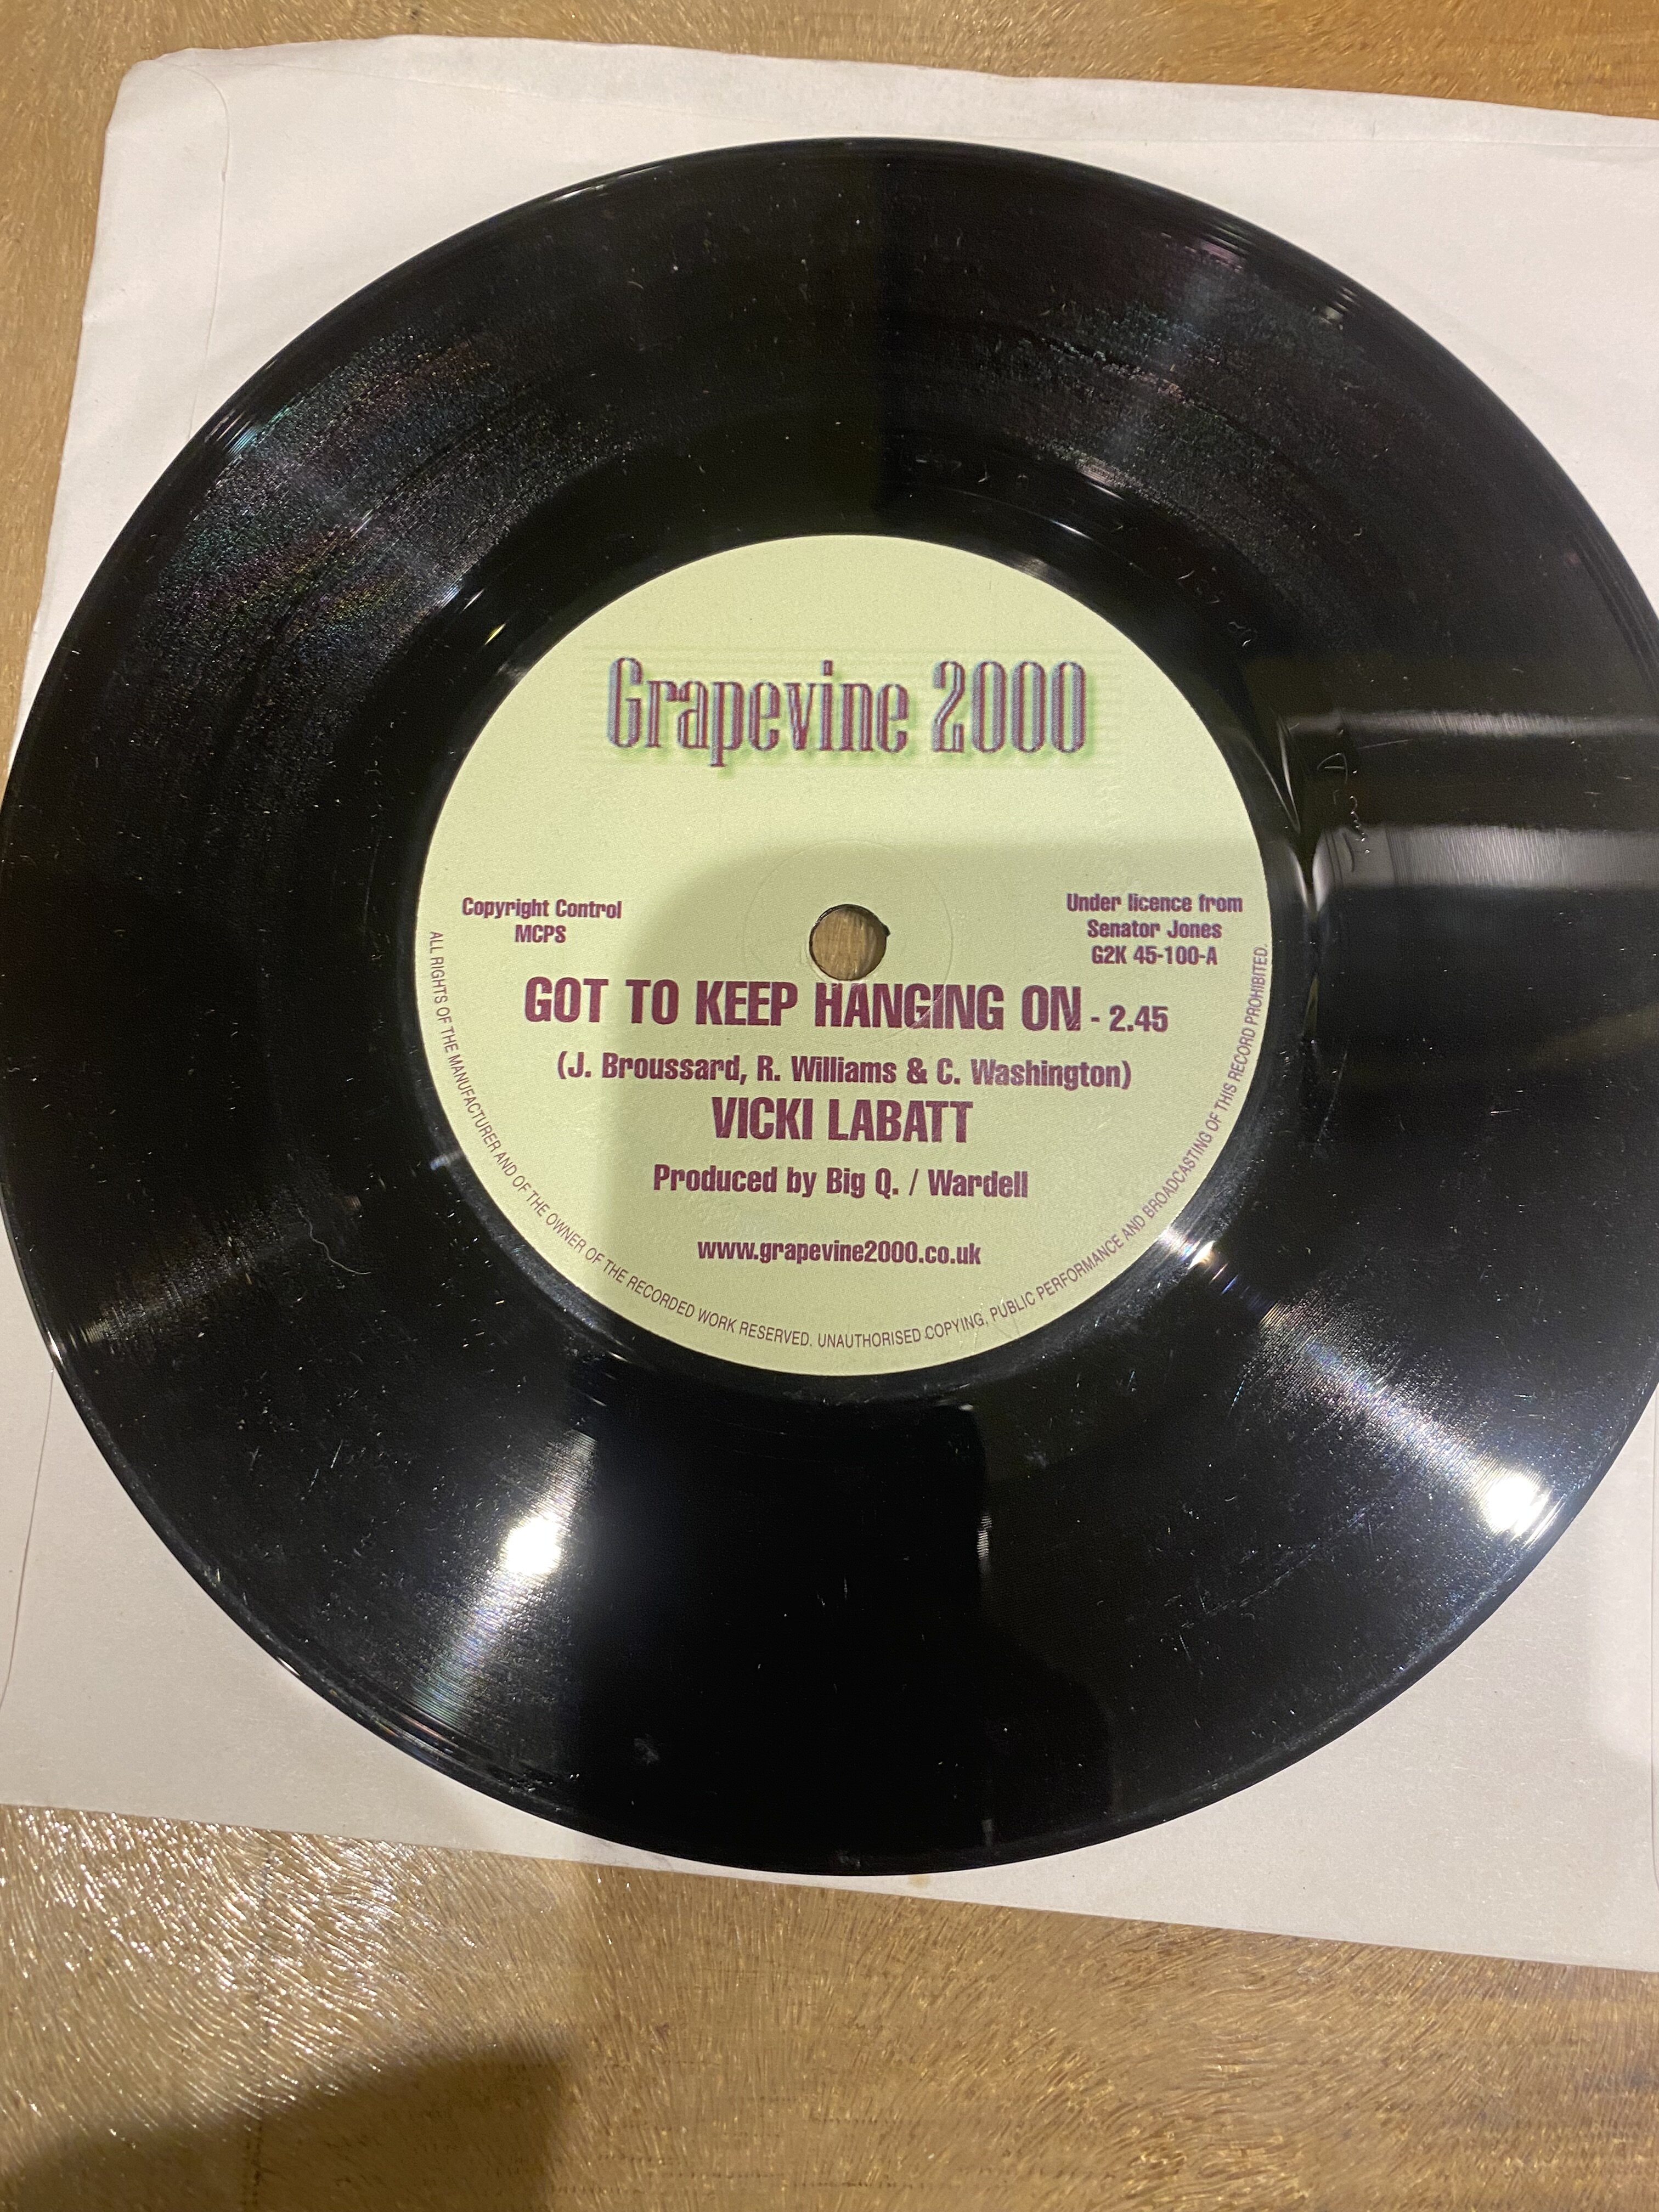 Grapevine 2000
Copyright Control
MCPS
Under licence from
Senator Jones
G2K 45-100-A
GOT TO KEEP HANGING ON - 2.45
(J. Broussard, R. Williams & C. Washington)
VICKI LABATT
Produced by Big Q. / Wardell
www.grapevine2000.co.uk
ALL RIGHTS OF THE MANUFACTURER AND OF THE OWNER OF THE RECORDED WORK RESERVED. UNAUTHORISED COPYING, PUBLIC PERFORMANCE AND BROADCASTING OF THIS RECORD PROHIBITED.